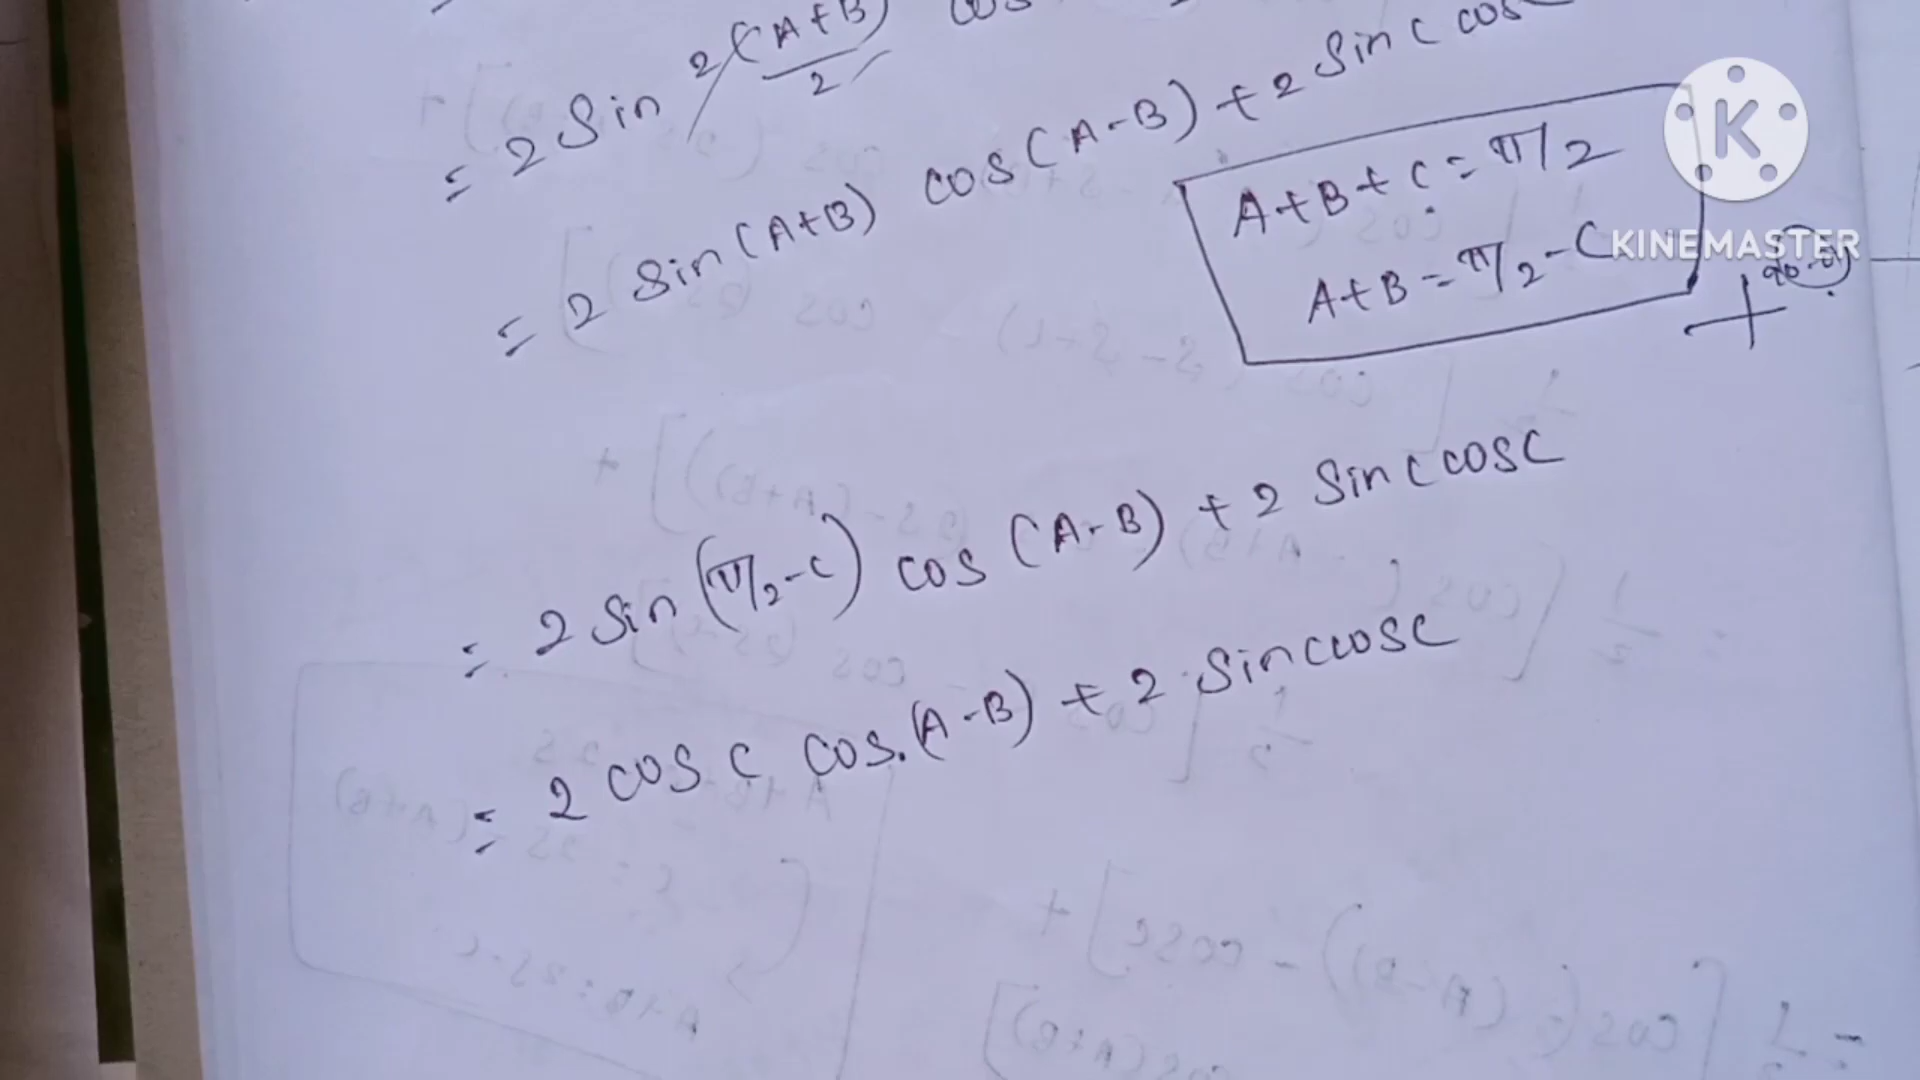 = 2 Sin 2(A+B)/2 cos
= 2 Sin(A+B) cos(A-B) + 2 Sin C cos
A+B+C = π/2
A+B = π/2 - C
KINEMASTER
= 2 Sin(π/2 - C) cos (A-B) + 2 Sin C cos C
= 2 cos C cos.(A-B) + 2 Sin C cos C